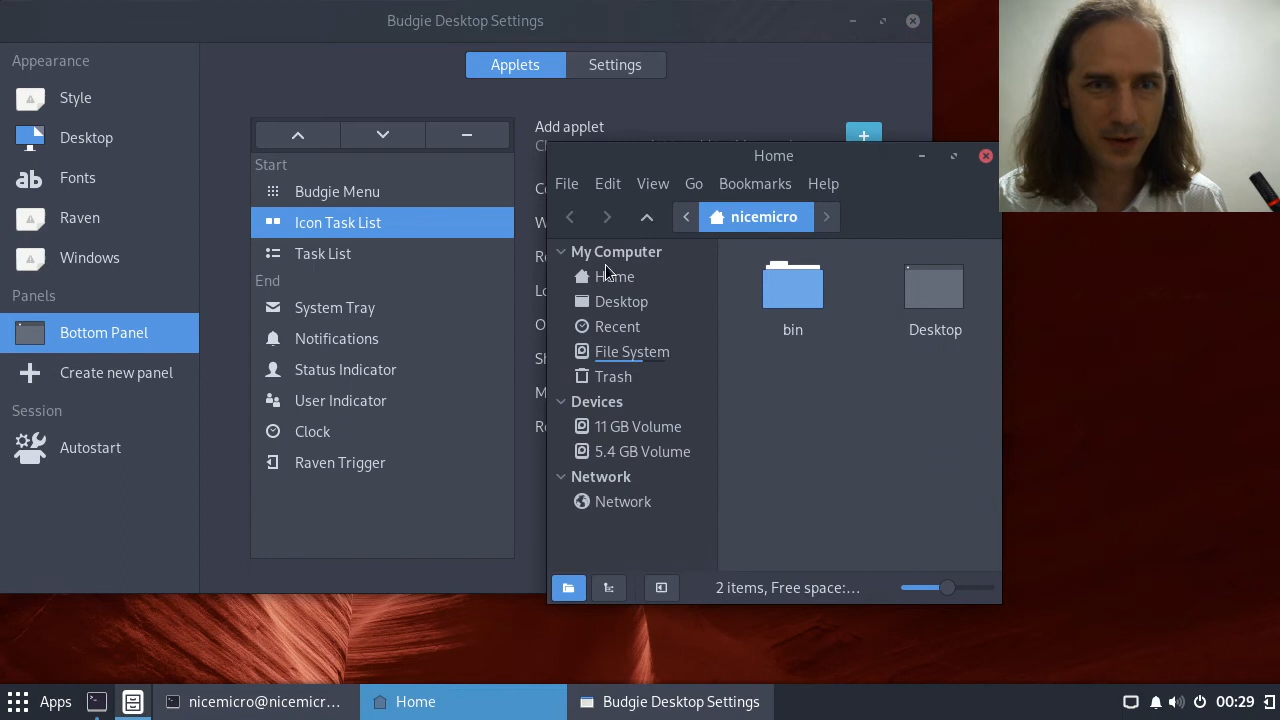 Budgie Desktop Settings
Appearance
Style
Desktop
Fonts
Raven
Windows
Panels
Bottom Panel
Create new panel
Session
Autostart
Applets
Settings
Start
Budgie Menu
Icon Task List
Task List
End
System Tray
Notifications
Status Indicator
User Indicator
Clock
Raven Trigger
Add applet
Home
File Edit View Go Bookmarks Help
nicemicro
My Computer
Home
Desktop
Recent
File System
Trash
Devices
11 GB Volume
5.4 GB Volume
Network
Network
bin
Desktop
2 items, Free space:…
Apps
nicemicro@nicemicr…
Home
Budgie Desktop Settings
00:29